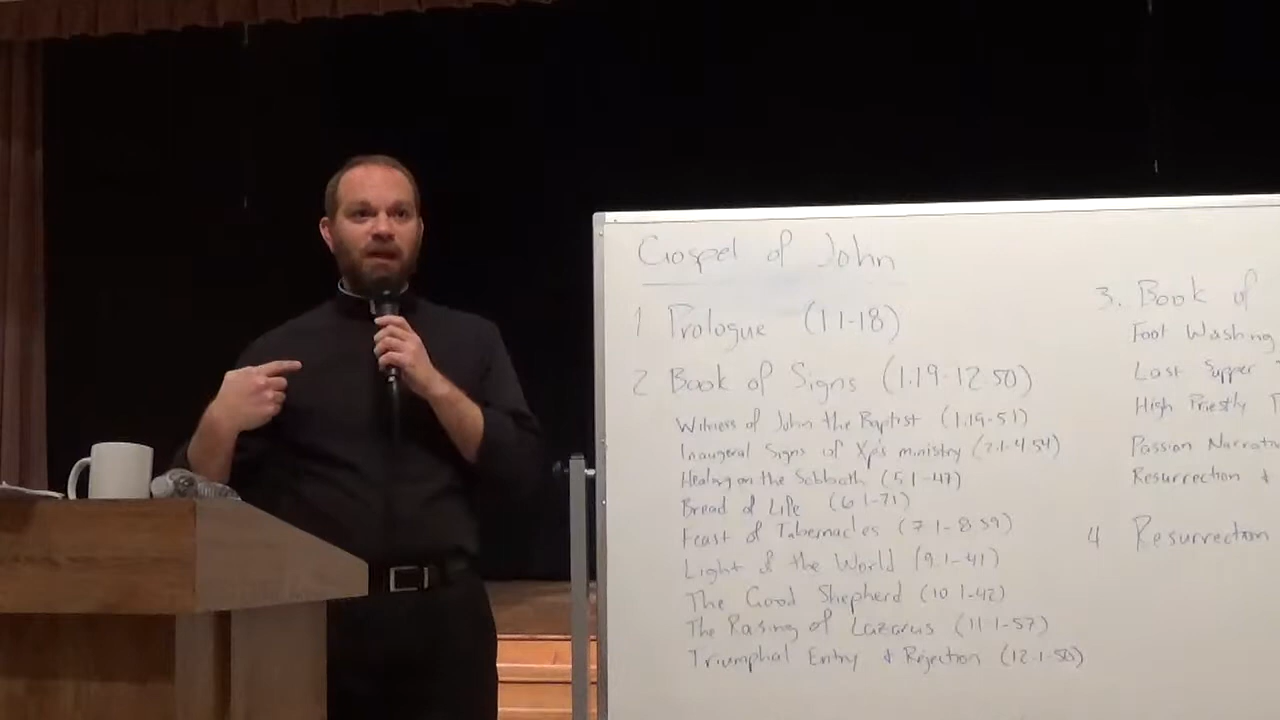 Gospel of John
1 Prologue (1.1-18)
2 Book of Signs (1.19-12.50)
Witness of John the Baptist (1.19-51)
Inaugural Signs of Xp's ministry (2.1-4.54)
Healing on the Sabbath (5.1-47)
Bread of Life (6.1-71)
Feast of Tabernacles (7.1-8.59)
Light of the World (9.1-41)
The Good Shepherd (10.1-42)
The Raising of Lazarus (11.1-57)
Triumphal Entry & Rejection (12.1-50)
3. Book of
Foot Washing
Last Supper
High Priestly
Passion Narrat
Resurrection &
4 Resurrection